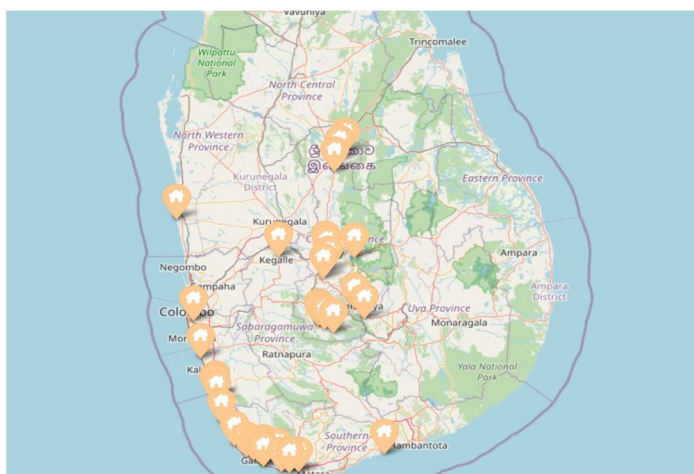 Vavuniya
Trincomalee
Wilpattu
National
Park
North Central
Province
North Western
Province
இலங்கை
Kurunegala
District
Eastern Province
Kurunegala
Kegalle
Ampara
Negombo
Gampaha
Ampara
District
Uva Province
Colombo
Monaragala
Sabaragamuwa
Province
Ratnapura
Yala National
Park
Southern
Province
Hambantota